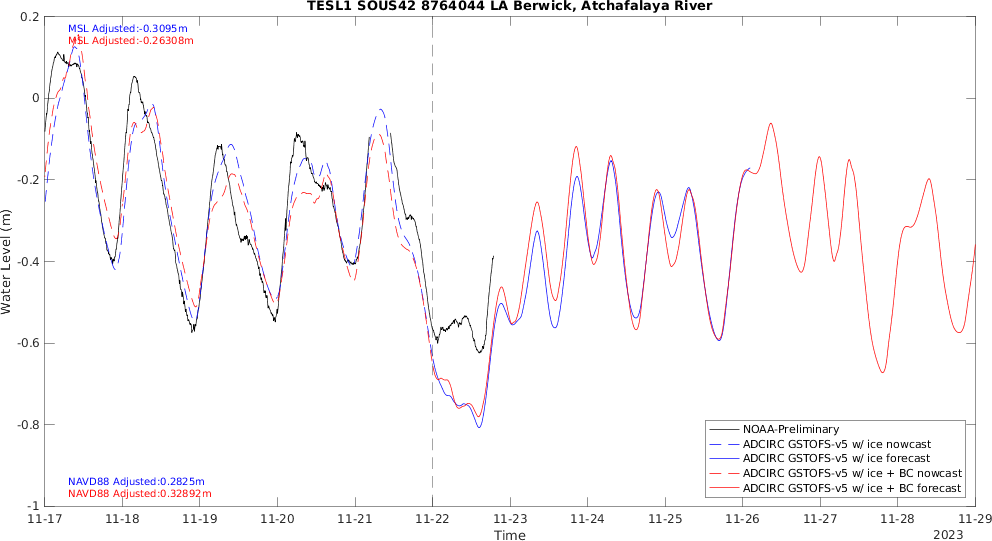 TESL1 SOUS42 8764044 LA Berwick, Atchafalaya River
MSL Adjusted:-0.3095m
MSL Adjusted:-0.26308m
0.2
0
-0.2
-0.4
-0.6
-0.8
-1
Water Level (m)
NAVD88 Adjusted:0.2825m
NAVD88 Adjusted:0.32892m
NOAA-Preliminary
ADCIRC GSTOFS-v5 w/ ice nowcast
ADCIRC GSTOFS-v5 w/ ice forecast
ADCIRC GSTOFS-v5 w/ ice + BC nowcast
ADCIRC GSTOFS-v5 w/ ice + BC forecast
11-17 11-18 11-19 11-20 11-21 11-22 11-23 11-24 11-25 11-26 11-27 11-28 11-29
Time
2023